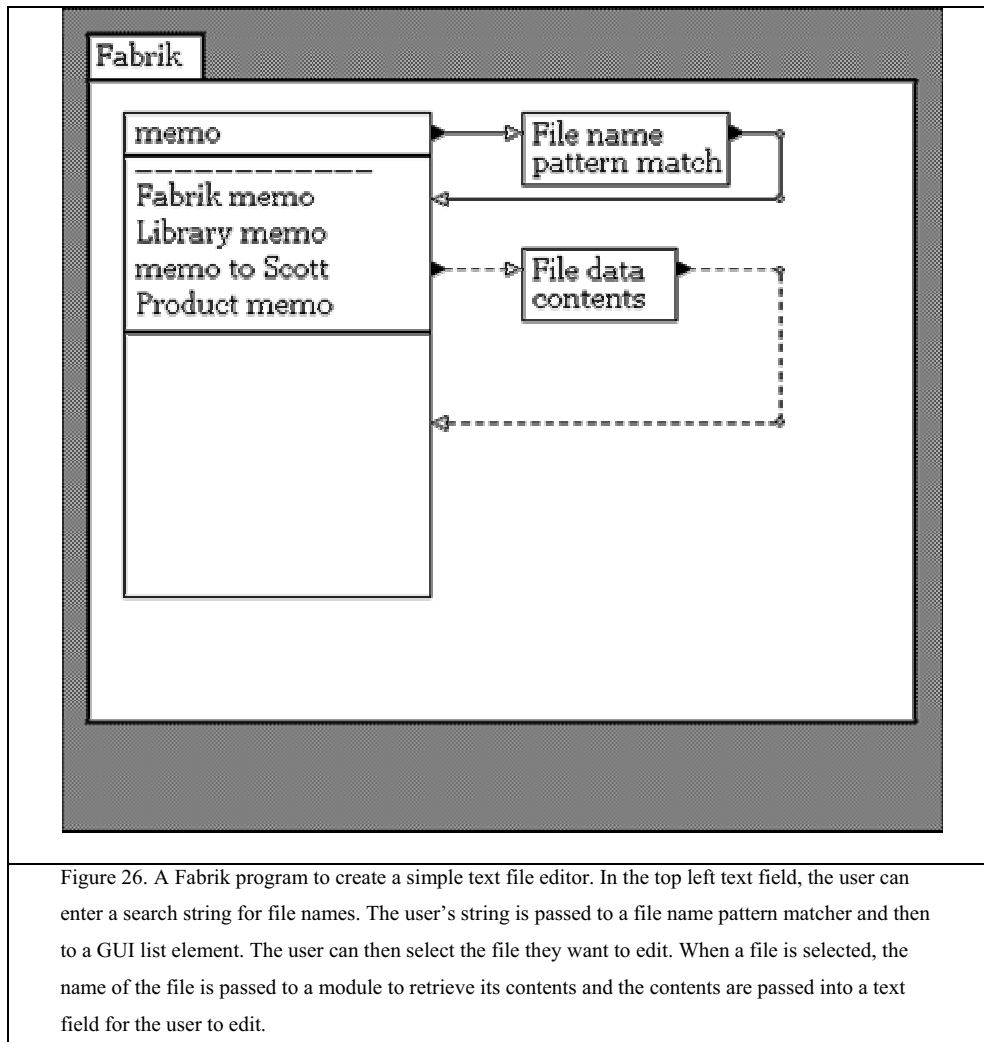 Fabrik
memo
File name
pattern match
Fabrik memo
Library memo
memo to Scott
Product memo
File data
contents
Figure 26. A Fabrik program to create a simple text file editor. In the top left text field, the user can
enter a search string for file names. The user’s string is passed to a file name pattern matcher and then
to a GUI list element. The user can then select the file they want to edit. When a file is selected, the
name of the file is passed to a module to retrieve its contents and the contents are passed into a text
field for the user to edit.